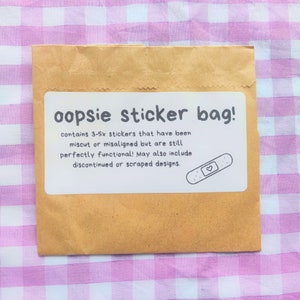 oopsie sticker bag!
contains 3-5x stickers that have been
miscut or misaligned but are still
perfectly functional! May also include
discontinued or scraped designs.